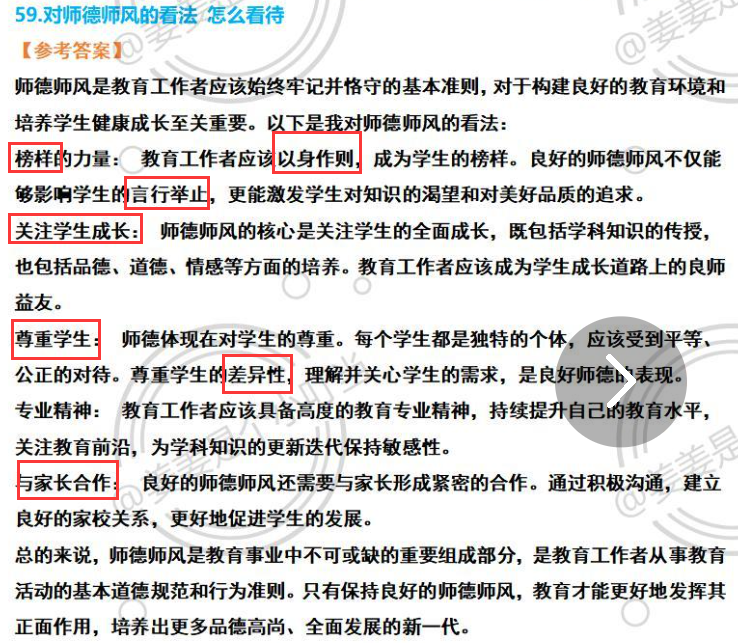 59.对师德师风的看法 怎么看待
【参考答案】
师德师风是教育工作者应该始终牢记并恪守的基本准则，对于构建良好的教育环境和
培养学生健康成长至关重要。以下是我对师德师风的看法：
榜样的力量： 教育工作者应该以身作则，成为学生的榜样。良好的师德师风不仅能
够影响学生的言行举止，更能激发学生对知识的渴望和对美好品质的追求。
关注学生成长： 师德师风的核心是关注学生的全面成长，既包括学科知识的传授，
也包括品德、道德、情感等方面的培养。教育工作者应该成为学生成长道路上的良师
益友。
尊重学生： 师德体现在对学生的尊重。每个学生都是独特的个体，应该受到平等、
公正的对待。尊重学生的差异性，理解并关心学生的需求，是良好师德的表现。
专业精神： 教育工作者应该具备高度的教育专业精神，持续提升自己的教育水平，
关注教育前沿，为学科知识的更新迭代保持敏感性。
与家长合作： 良好的师德师风还需要与家长形成紧密的合作。通过积极沟通，建立
良好的家校关系，更好地促进学生的发展。
总的来说，师德师风是教育事业中不可或缺的重要组成部分，是教育工作者从事教育
活动的基本道德规范和行为准则。只有保持良好的师德师风，教育才能更好地发挥其
正面作用，培养出更多品德高尚、全面发展的新一代。